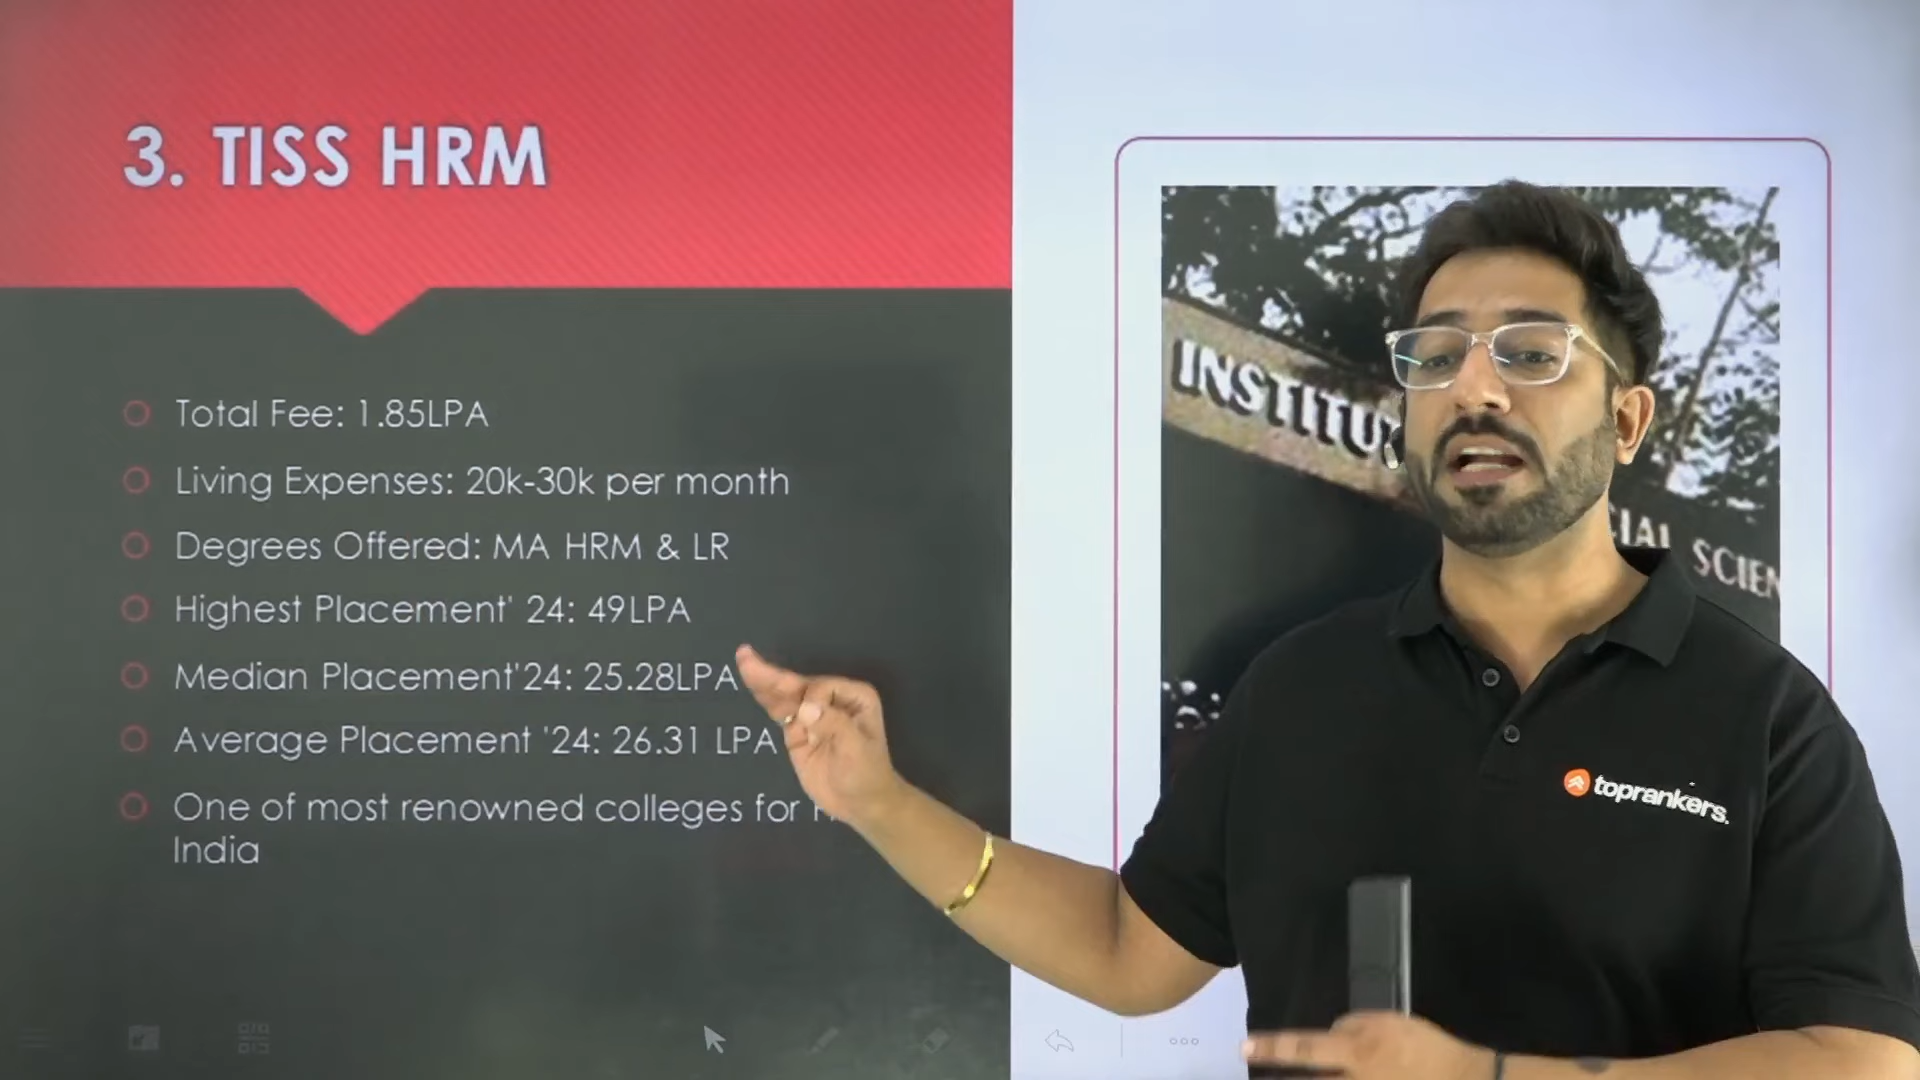 3. TISS HRM
Total Fee: 1.85LPA
Living Expenses: 20k-30k per month
Degrees Offered: MA HRM & LR
Highest Placement' 24: 49LPA
Median Placement'24: 25.28LPA
Average Placement '24: 26.31 LPA
One of most renowned colleges for
India
INSTITU
CIAL SCIEN
toprankers.